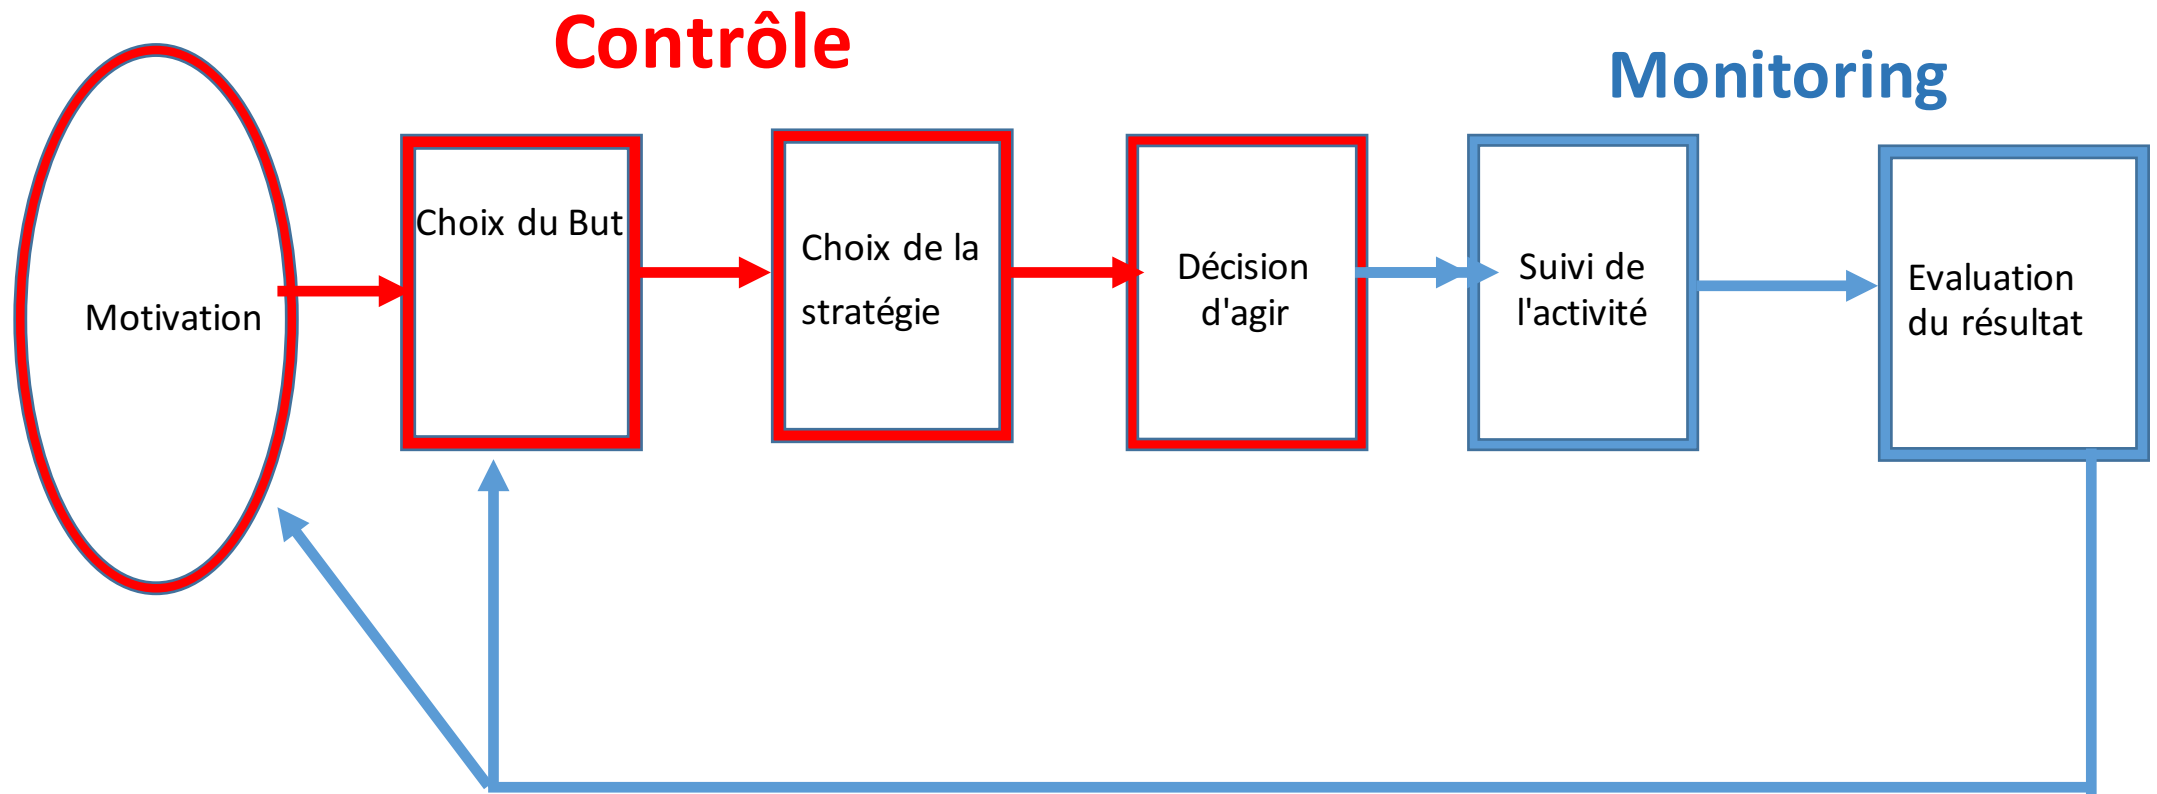 Contrôle
Monitoring
Motivation
Choix du But
Choix de la
stratégie
Décision
d'agir
Suivi de
l'activité
Evaluation
du résultat